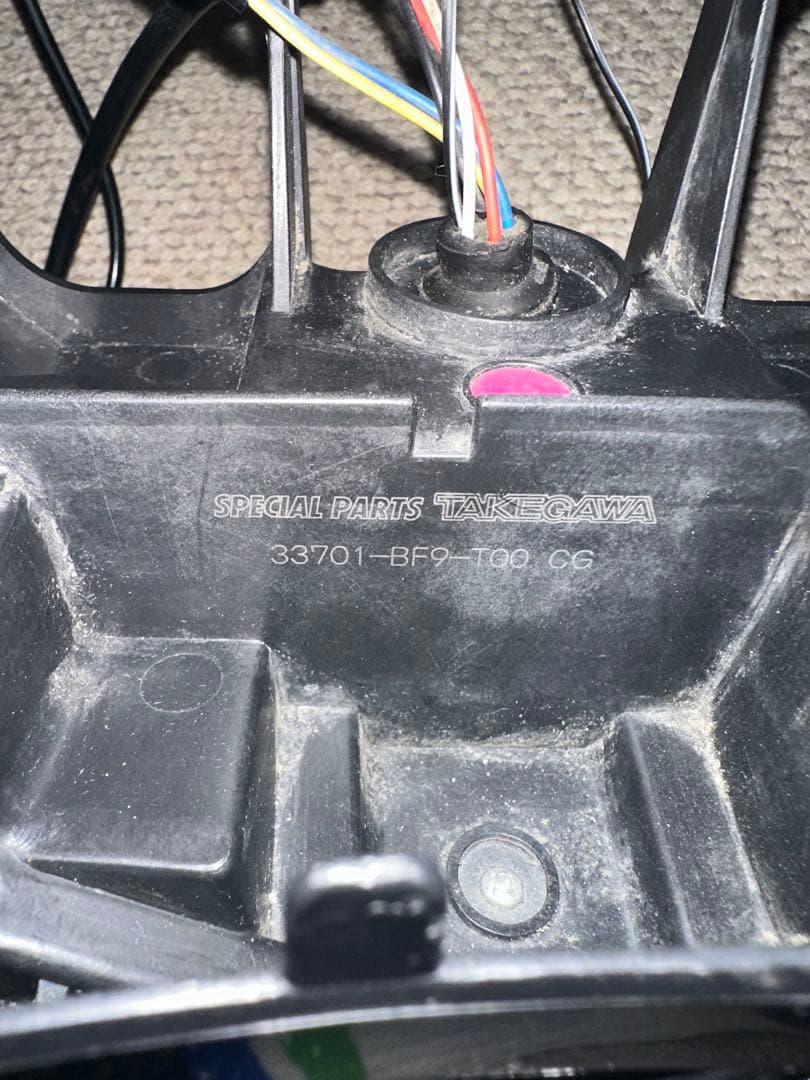 SPECIAL PARTS TAKEGAWA
33701-BF9-T00 CG